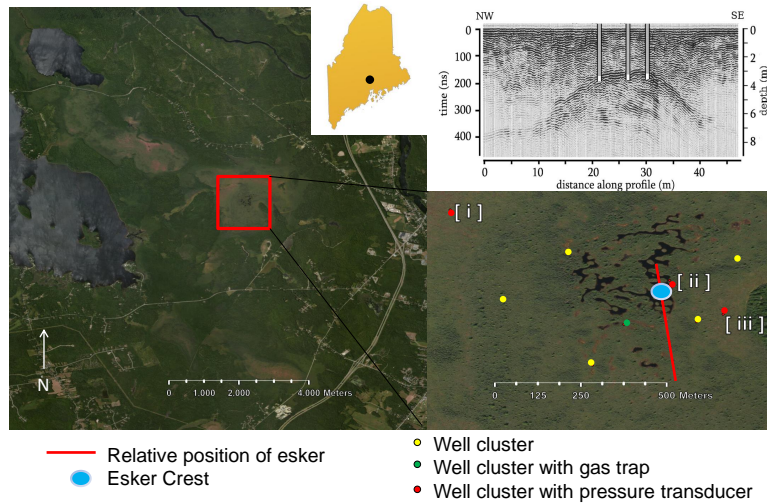 NW
SE
0
100
200
300
400
time (ns)
0
2
4
6
8
depth (m)
0
10
20
30
40
distance along profile (m)
[ i ]
[ ii ]
[ iii ]
N
0
1.000
2.000
4.000 Meters
0
125
250
500 Meters
Relative position of esker
Esker Crest
Well cluster
Well cluster with gas trap
Well cluster with pressure transducer